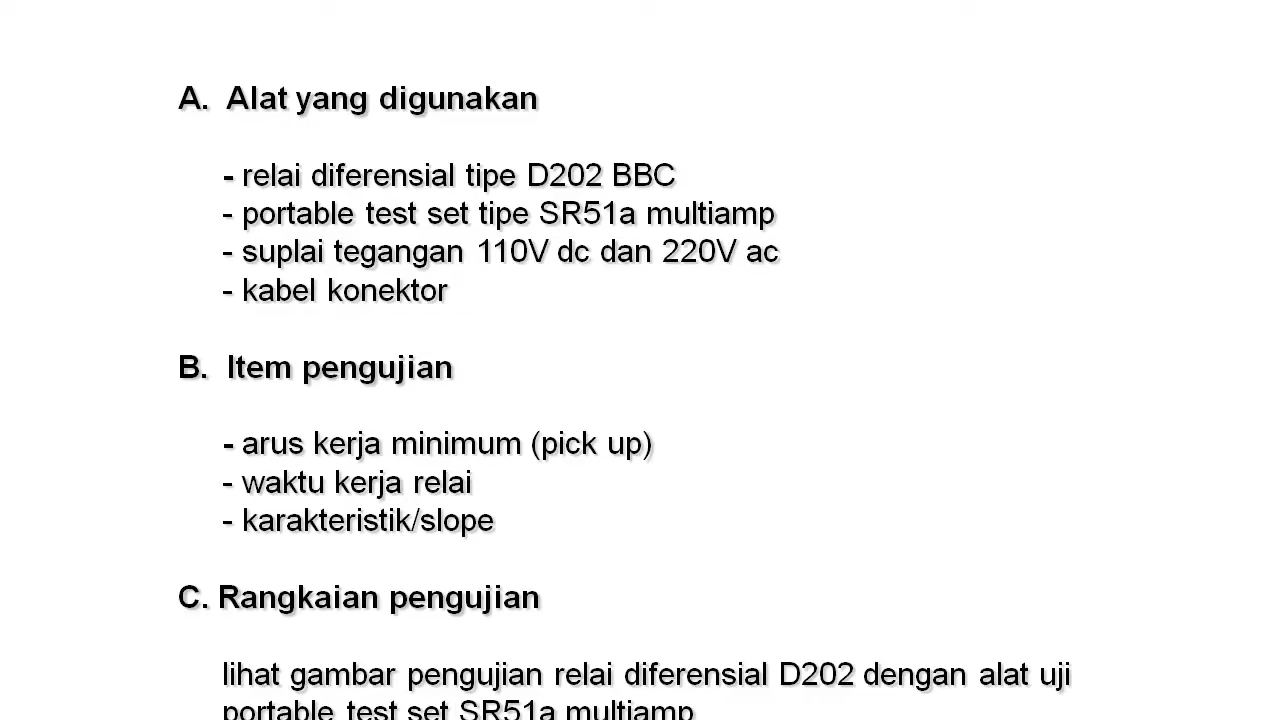 A. Alat yang digunakan
- relai diferensial tipe D202 BBC
- portable test set tipe SR51a multiamp
- suplai tegangan 110V dc dan 220V ac
- kabel konektor
B. Item pengujian
- arus kerja minimum (pick up)
- waktu kerja relai
- karakteristik/slope
C. Rangkaian pengujian
lihat gambar pengujian relai diferensial D202 dengan alat uji
portable test set SR51a multiamp